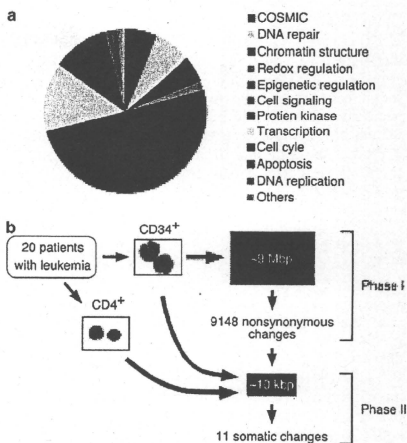 a
COSMIC
DNA repair
Chromatin structure
Redox regulation
Epigenetic regulation
Cell signaling
Protien kinase
Transcription
Cell cyle
Apoptosis
DNA replication
Others
b
20 patients
with leukemia
CD34+
~9 Mbp
Phase I
CD4+
9148 nonsynonymous
changes
~10 kbp
Phase II
11 somatic changes